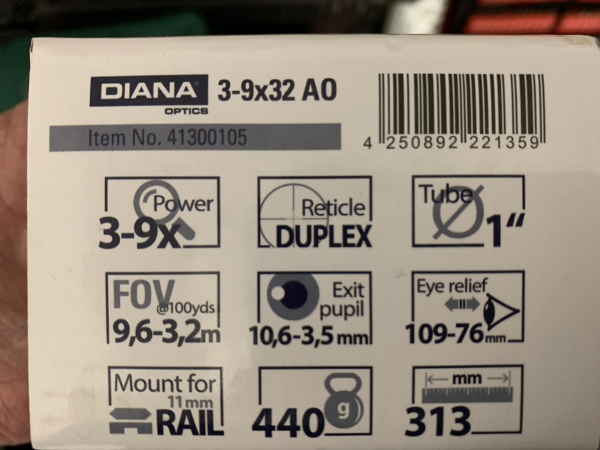 DIANA OPTICS 3-9x32 AO
Item No. 41300105
4 250892 221359
Power
3-9x
Reticle
DUPLEX
Tube
1“
FOV
@100yds
9,6-3,2m
Exit
pupil
10,6-3,5 mm
Eye relief
109-76mm
Mount for
11mm
RAIL
440 g
mm
313